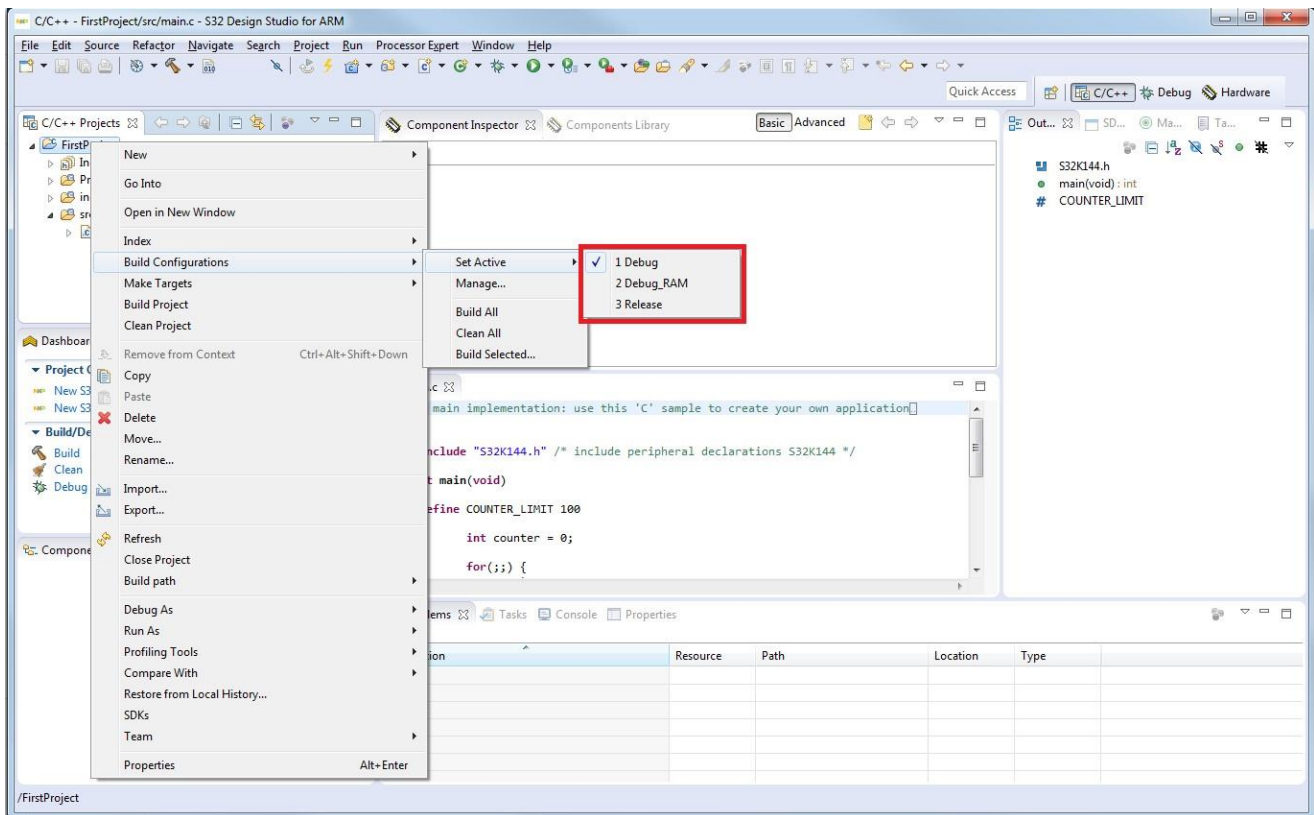 C/C++ - FirstProject/src/main.c - S32 Design Studio for ARM
File Edit Source Refactor Navigate Search Project Run Processor Expert Window Help
Quick Access
C/C++ Debug Hardware
C/C++ Projects
FirstP
In
Pr
in
sr
.c
New
Go Into
Open in New Window
Index
Build Configurations
Make Targets
Build Project
Clean Project
Remove from Context Ctrl+Alt+Shift+Down
Copy
Paste
Delete
Move...
Rename...
Import...
Export...
Refresh
Close Project
Build path
Debug As
Run As
Profiling Tools
Compare With
Restore from Local History...
SDKs
Team
Properties Alt+Enter
Set Active
Manage...
Build All
Clean All
Build Selected...
1 Debug
2 Debug_RAM
3 Release
Component Inspector Components Library Basic Advanced
Out... SD... Ma... Ta...
S32K144.h
main(void) : int
COUNTER_LIMIT
Dashboar
Project
New S3
New S3
Build/De
Build
Clean
Debug
Compone
.c
main implementation: use this 'C' sample to create your own application
nclude "S32K144.h" /* include peripheral declarations S32K144 */
t main(void)
efine COUNTER_LIMIT 100
int counter = 0;
for(;;) {
lems Tasks Console Properties
ion Resource Path Location Type
/FirstProject